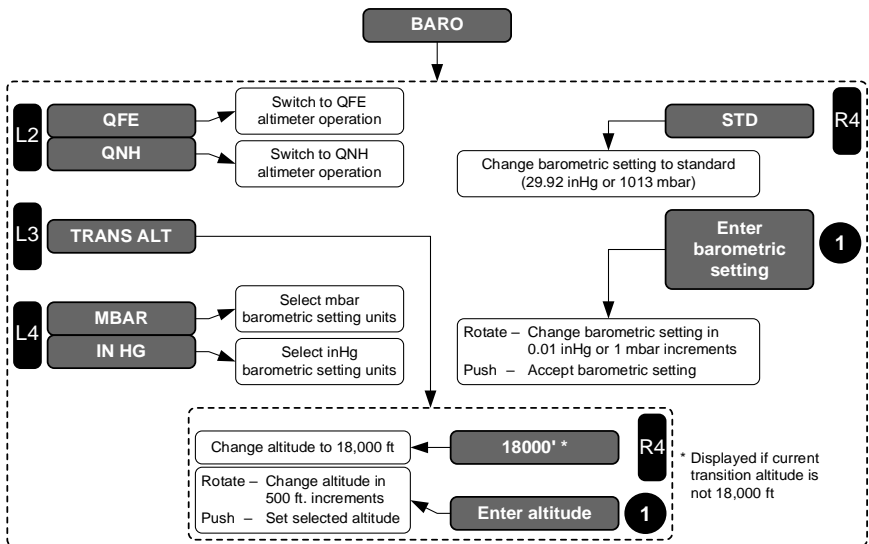 BARO
L2
QFE
Switch to QFE
altimeter operation
QNH
Switch to QNH
altimeter operation
STD
R4
Change barometric setting to standard
(29.92 inHg or 1013 mbar)
L3
TRANS ALT
Enter
barometric
setting
1
L4
MBAR
Select mbar
barometric setting units
IN HG
Select inHg
barometric setting units
Rotate – Change barometric setting in
0.01 inHg or 1 mbar increments
Push – Accept barometric setting
Change altitude to 18,000 ft
18000' *
R4
* Displayed if current
transition altitude is
not 18,000 ft
Rotate – Change altitude in
500 ft. increments
Push – Set selected altitude
Enter altitude
1